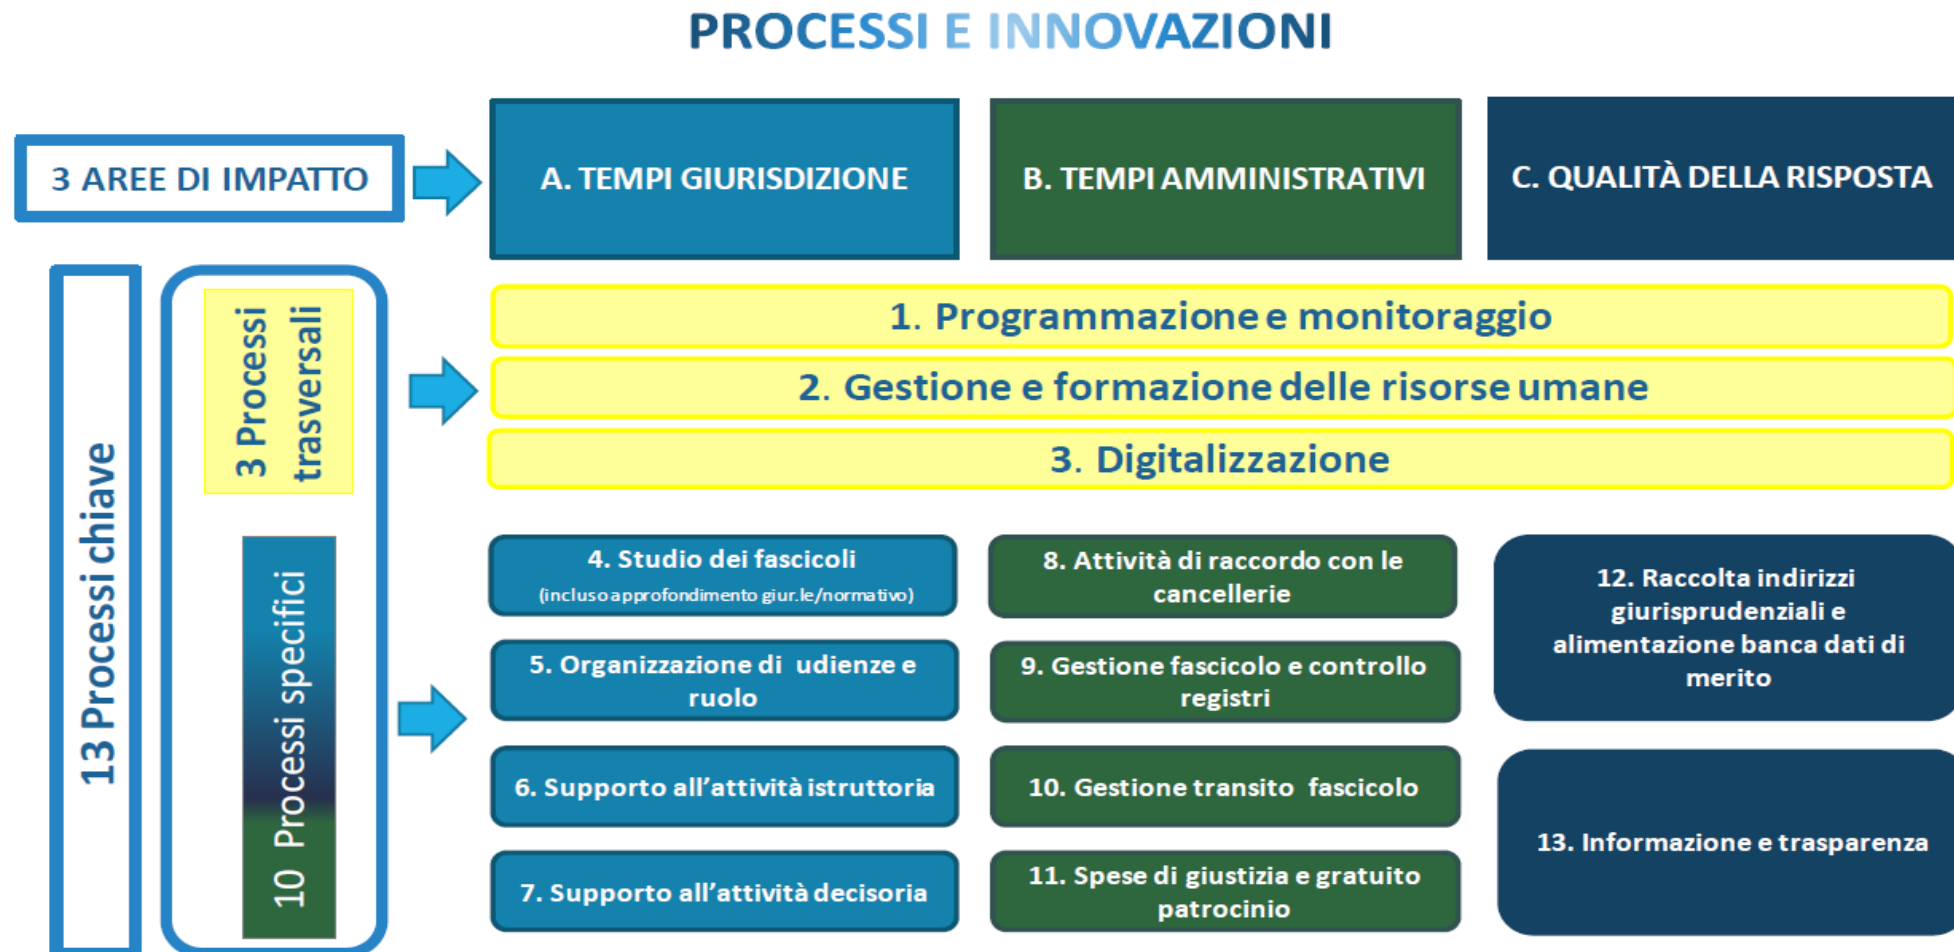 PROCESSI E INNOVAZIONI
3 AREE DI IMPATTO
A. TEMPI GIURISDIZIONE
B. TEMPI AMMINISTRATIVI
C. QUALITÀ DELLA RISPOSTA
13 Processi chiave
3 Processi
trasversali
1. Programmazione e monitoraggio
2. Gestione e formazione delle risorse umane
3. Digitalizzazione
10 Processi specifici
4. Studio dei fascicoli
(incluso approfondimento giur.le/normativo)
5. Organizzazione di udienze e
ruolo
6. Supporto all'attività istruttoria
7. Supporto all'attività decisoria
8. Attività di raccordo con le
cancellerie
9. Gestione fascicolo e controllo
registri
10. Gestione transito fascicolo
11. Spese di giustizia e gratuito
patrocinio
12. Raccolta indirizzi
giurisprudenziali e
alimentazione banca dati di
merito
13. Informazione e trasparenza